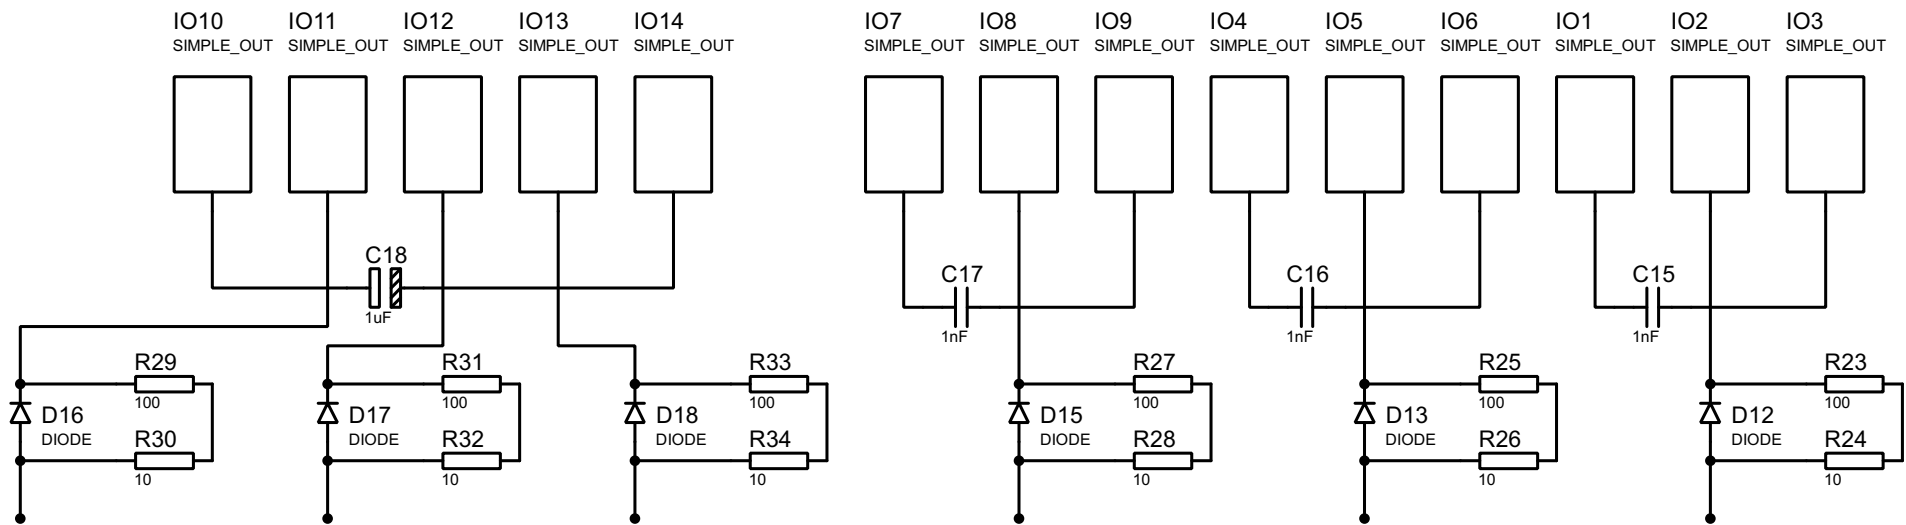 IO10 IO11 IO12 IO13 IO14 IO7 IO8 IO9 IO4 IO5 IO6 IO1 IO2 IO3
SIMPLE_OUT SIMPLE_OUT SIMPLE_OUT SIMPLE_OUT SIMPLE_OUT SIMPLE_OUT SIMPLE_OUT SIMPLE_OUT SIMPLE_OUT SIMPLE_OUT SIMPLE_OUT SIMPLE_OUT SIMPLE_OUT SIMPLE_OUT
C18
C17 C16 C15
1uF
1nF 1nF 1nF
R29 R31 R33 R27 R25 R23
100 100 100 100 100 100
D16 D17 D18 D15 D13 D12
DIODE DIODE DIODE DIODE DIODE DIODE
R30 R32 R34 R28 R26 R24
10 10 10 10 10 10